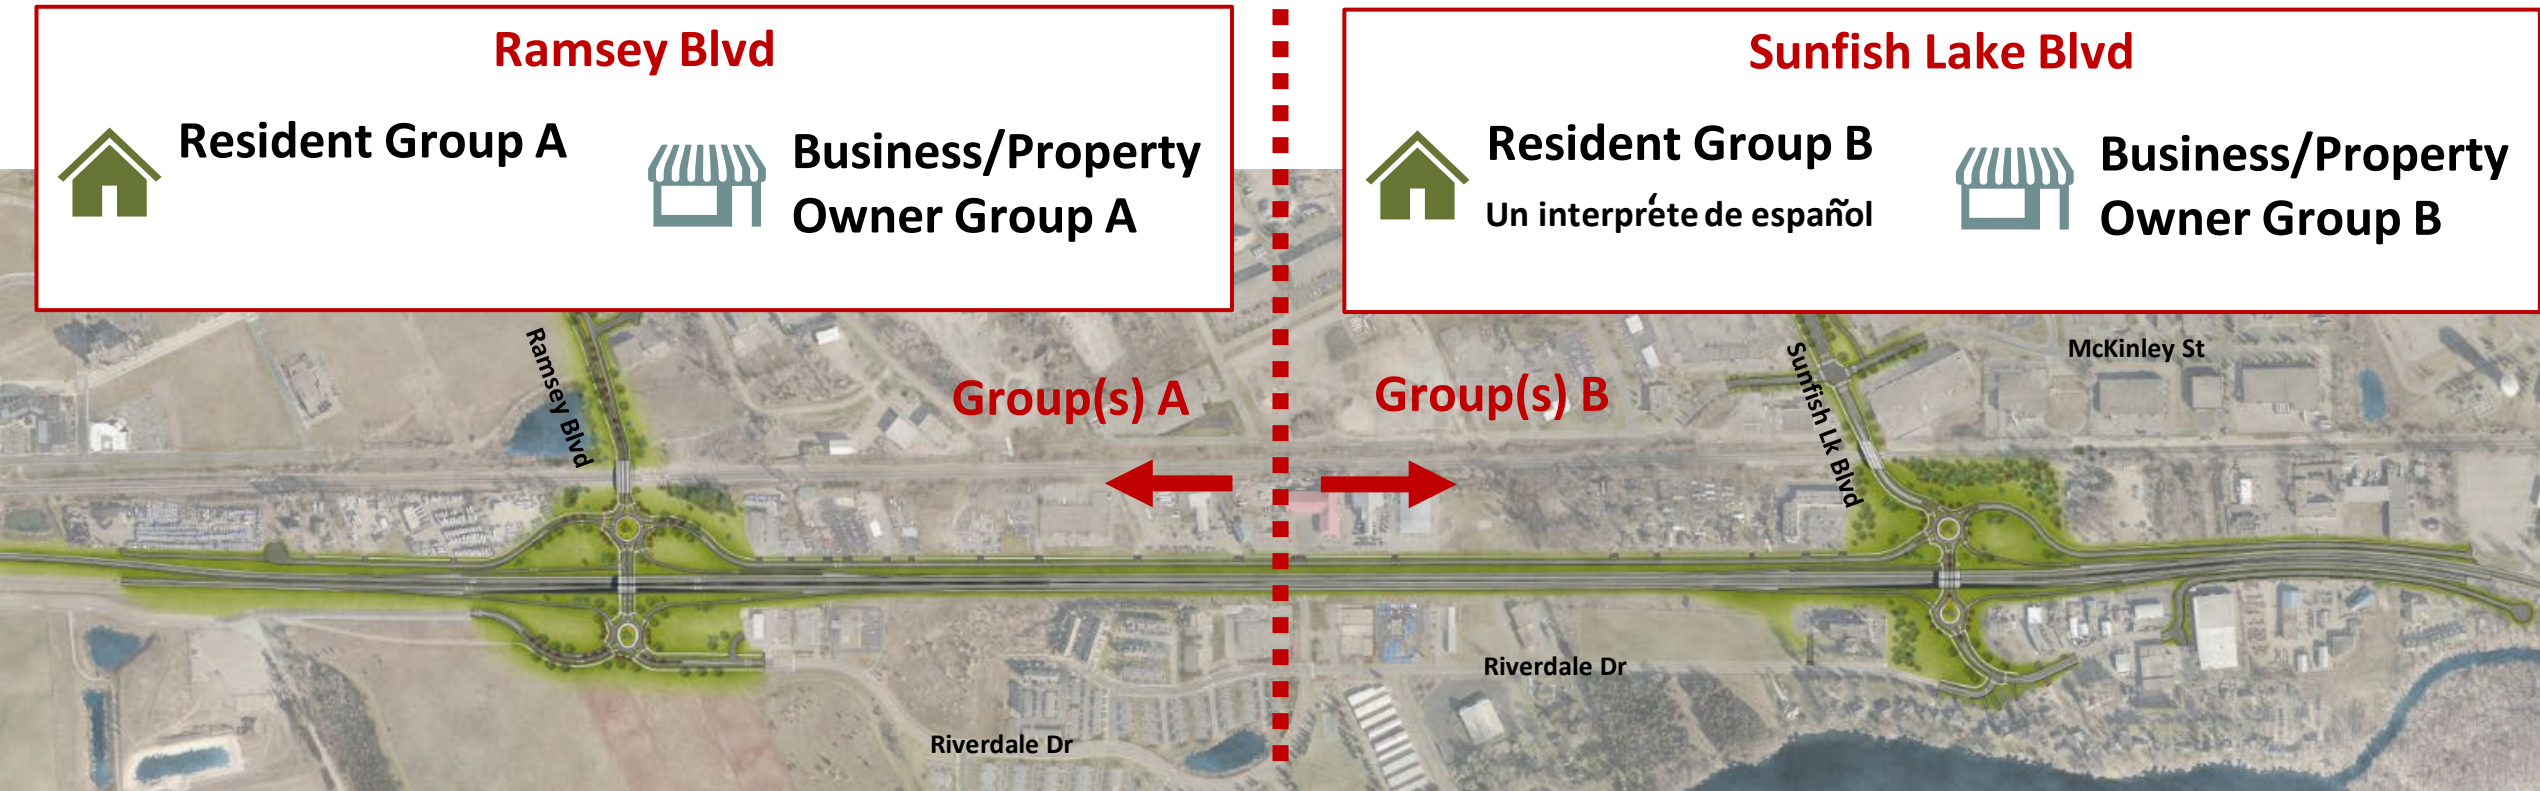 Ramsey Blvd
Resident Group A
Business/Property
Owner Group A
Sunfish Lake Blvd
Resident Group B
Un interpréte de español
Business/Property
Owner Group B
Ramsey Blvd
Group(s) A
Group(s) B
Sunfish Lk Blvd
McKinley St
Riverdale Dr
Riverdale Dr